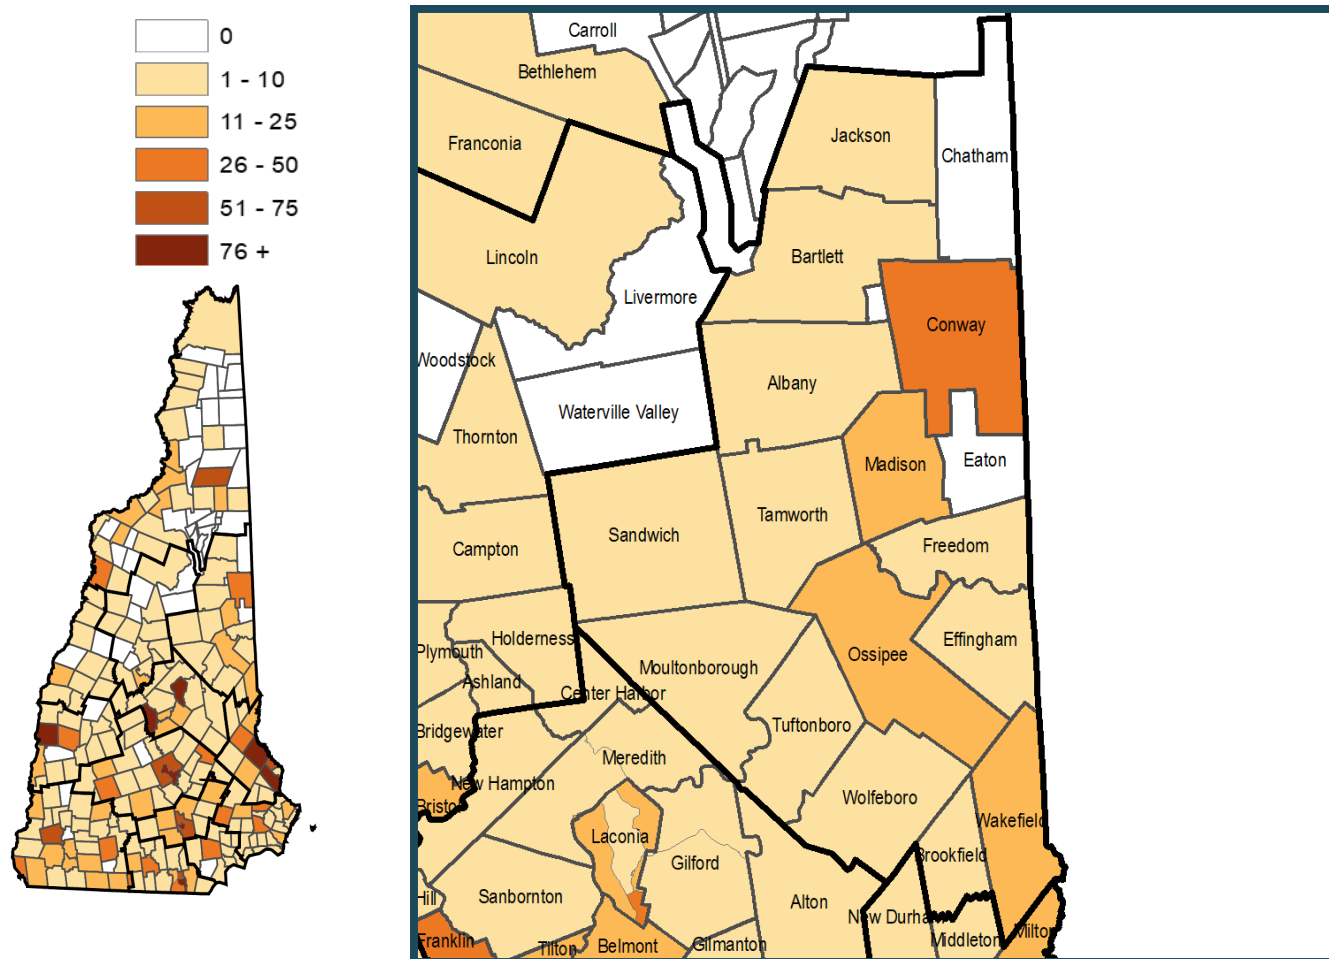 0
1 - 10
11 - 25
26 - 50
51 - 75
76 +
Carroll
Bethlehem
Franconia
Jackson
Chatham
Lincoln
Bartlett
Livermore
Conway
Woodstock
Albany
Waterville Valley
Thornton
Madison
Eaton
Tamworth
Sandwich
Freedom
Campton
Holderness
Effingham
Plymouth
Ossipee
Moultonborough
Ashland
Center Harbor
Tuftonboro
Bridgewater
Meredith
New Hampton
Wolfeboro
Bristol
Wakefield
Laconia
Brookfield
Gilford
Hill
Sanbornton
Alton
New Durham
Franklin
Tilton
Belmont
Gilmanton
Middleton
Milton